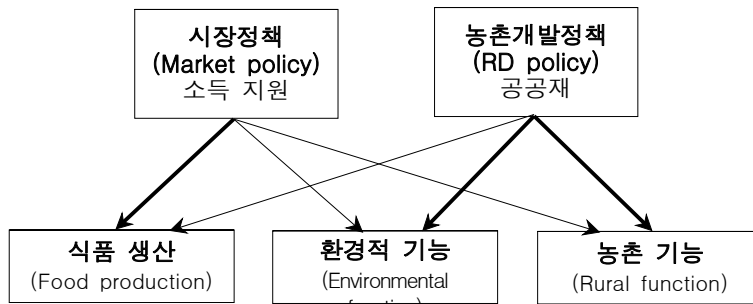 시장정책
(Market policy)
소득 지원
농촌개발정책
(RD policy)
공공재
식품 생산
(Food production)
환경적 기능
(Environmental
농촌 기능
(Rural function)